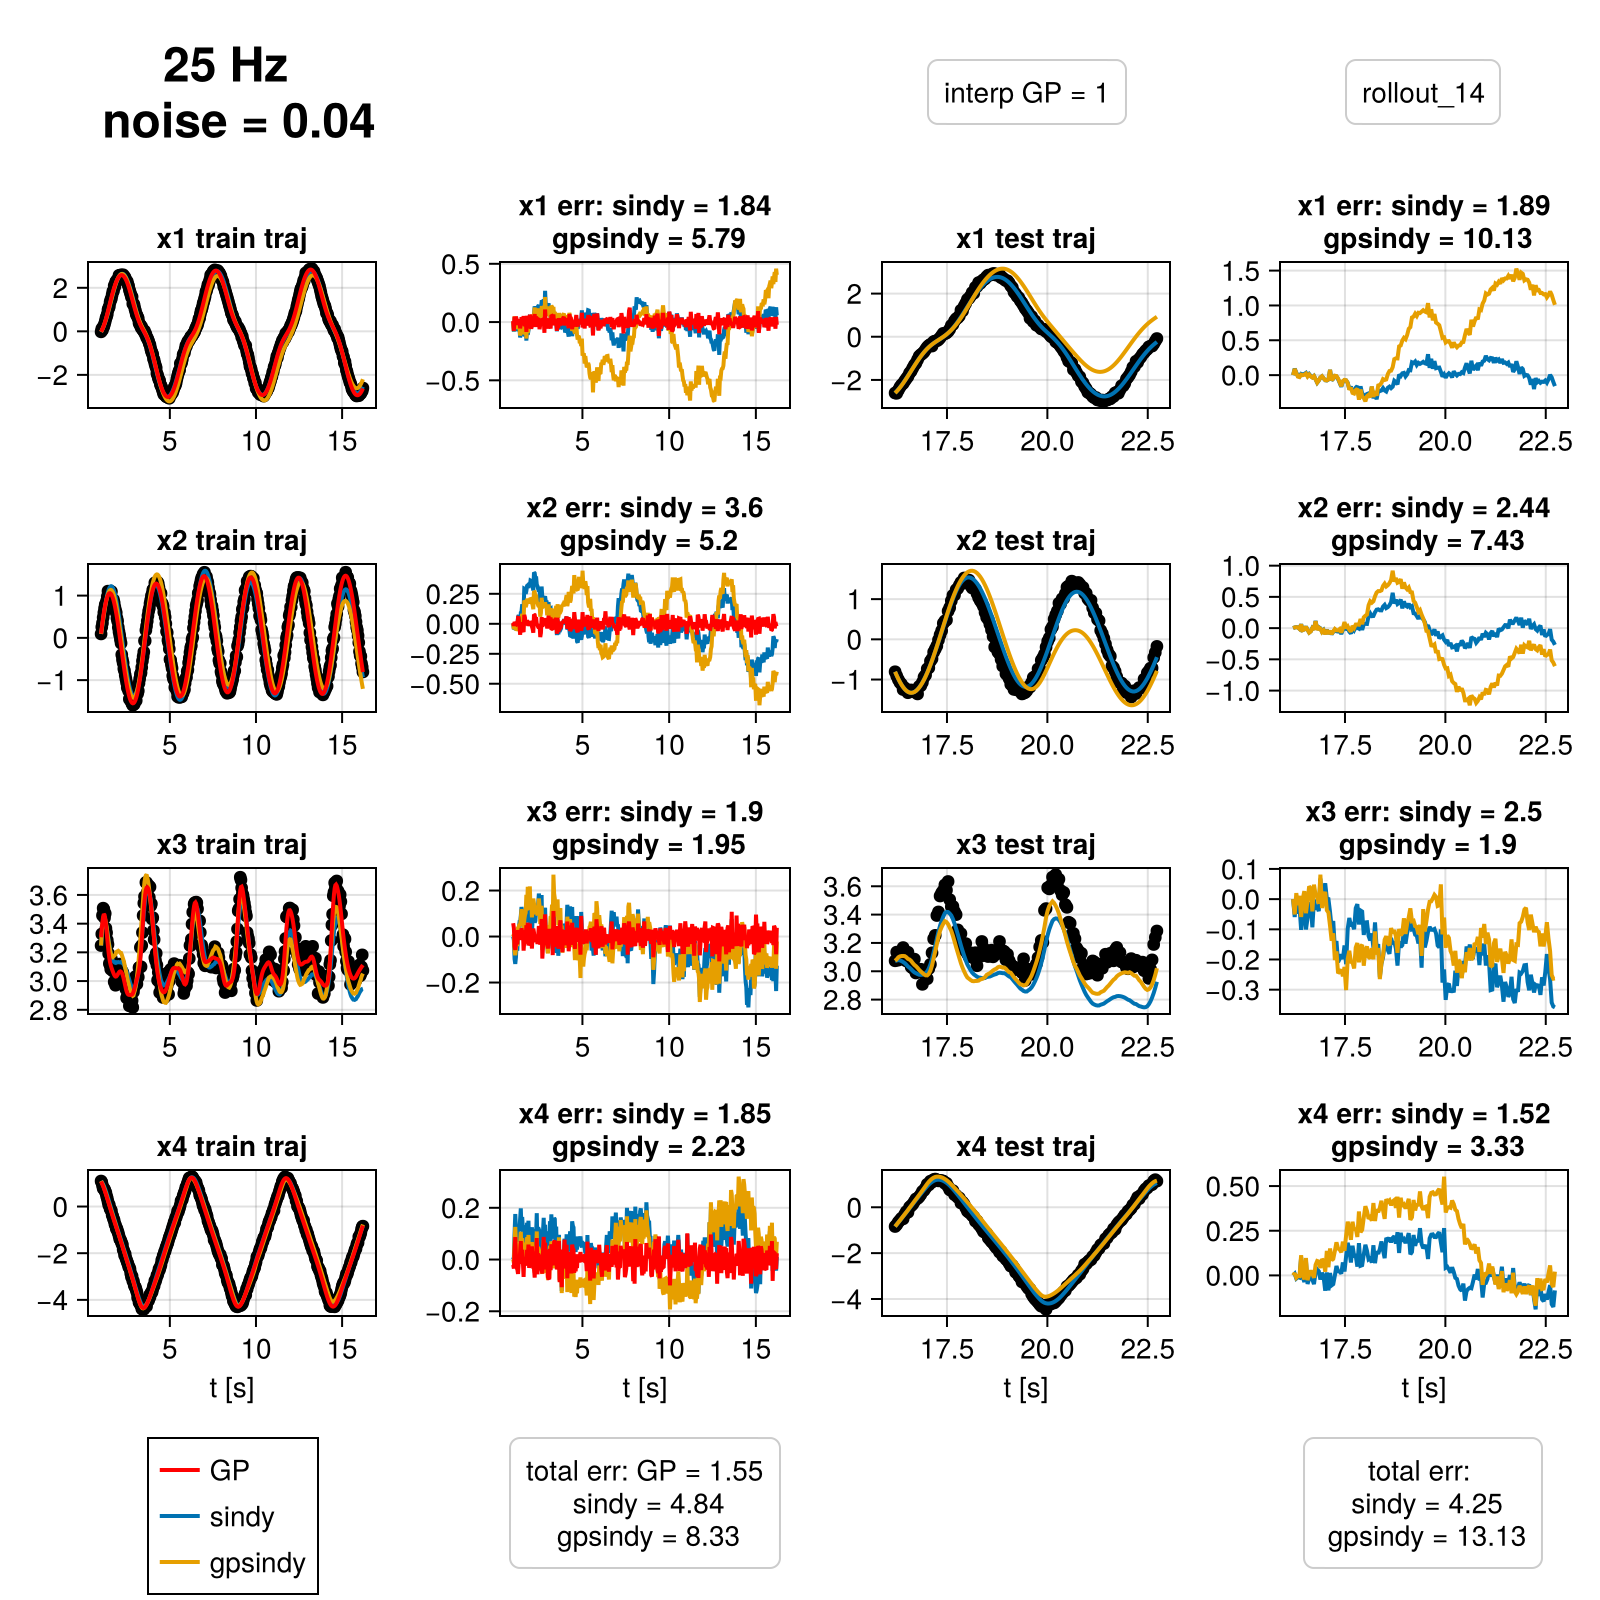 25 Hz
noise = 0.04
interp GP = 1
rollout_14
x1 train traj
2
0
−2
5 10 15
x1 err: sindy = 1.84
gpsindy = 5.79
0.5
0.0
−0.5
5 10 15
x1 test traj
2
0
−2
17.5 20.0 22.5
x1 err: sindy = 1.89
gpsindy = 10.13
1.5
1.0
0.5
0.0
17.5 20.0 22.5
x2 train traj
1
0
−1
5 10 15
x2 err: sindy = 3.6
gpsindy = 5.2
0.25
0.00
−0.25
−0.50
5 10 15
x2 test traj
1
0
−1
17.5 20.0 22.5
x2 err: sindy = 2.44
gpsindy = 7.43
1.0
0.5
0.0
−0.5
−1.0
17.5 20.0 22.5
x3 train traj
3.6
3.4
3.2
3.0
2.8
5 10 15
x3 err: sindy = 1.9
gpsindy = 1.95
0.2
0.0
−0.2
5 10 15
x3 test traj
3.6
3.4
3.2
3.0
2.8
17.5 20.0 22.5
x3 err: sindy = 2.5
gpsindy = 1.9
0.1
0.0
−0.1
−0.2
−0.3
17.5 20.0 22.5
x4 train traj
0
−2
−4
5 10 15
t [s]
x4 err: sindy = 1.85
gpsindy = 2.23
0.2
0.0
−0.2
5 10 15
t [s]
x4 test traj
0
−2
−4
17.5 20.0 22.5
t [s]
x4 err: sindy = 1.52
gpsindy = 3.33
0.50
0.25
0.00
17.5 20.0 22.5
t [s]
GP
sindy
gpsindy
total err: GP = 1.55
sindy = 4.84
gpsindy = 8.33
total err:
sindy = 4.25
gpsindy = 13.13